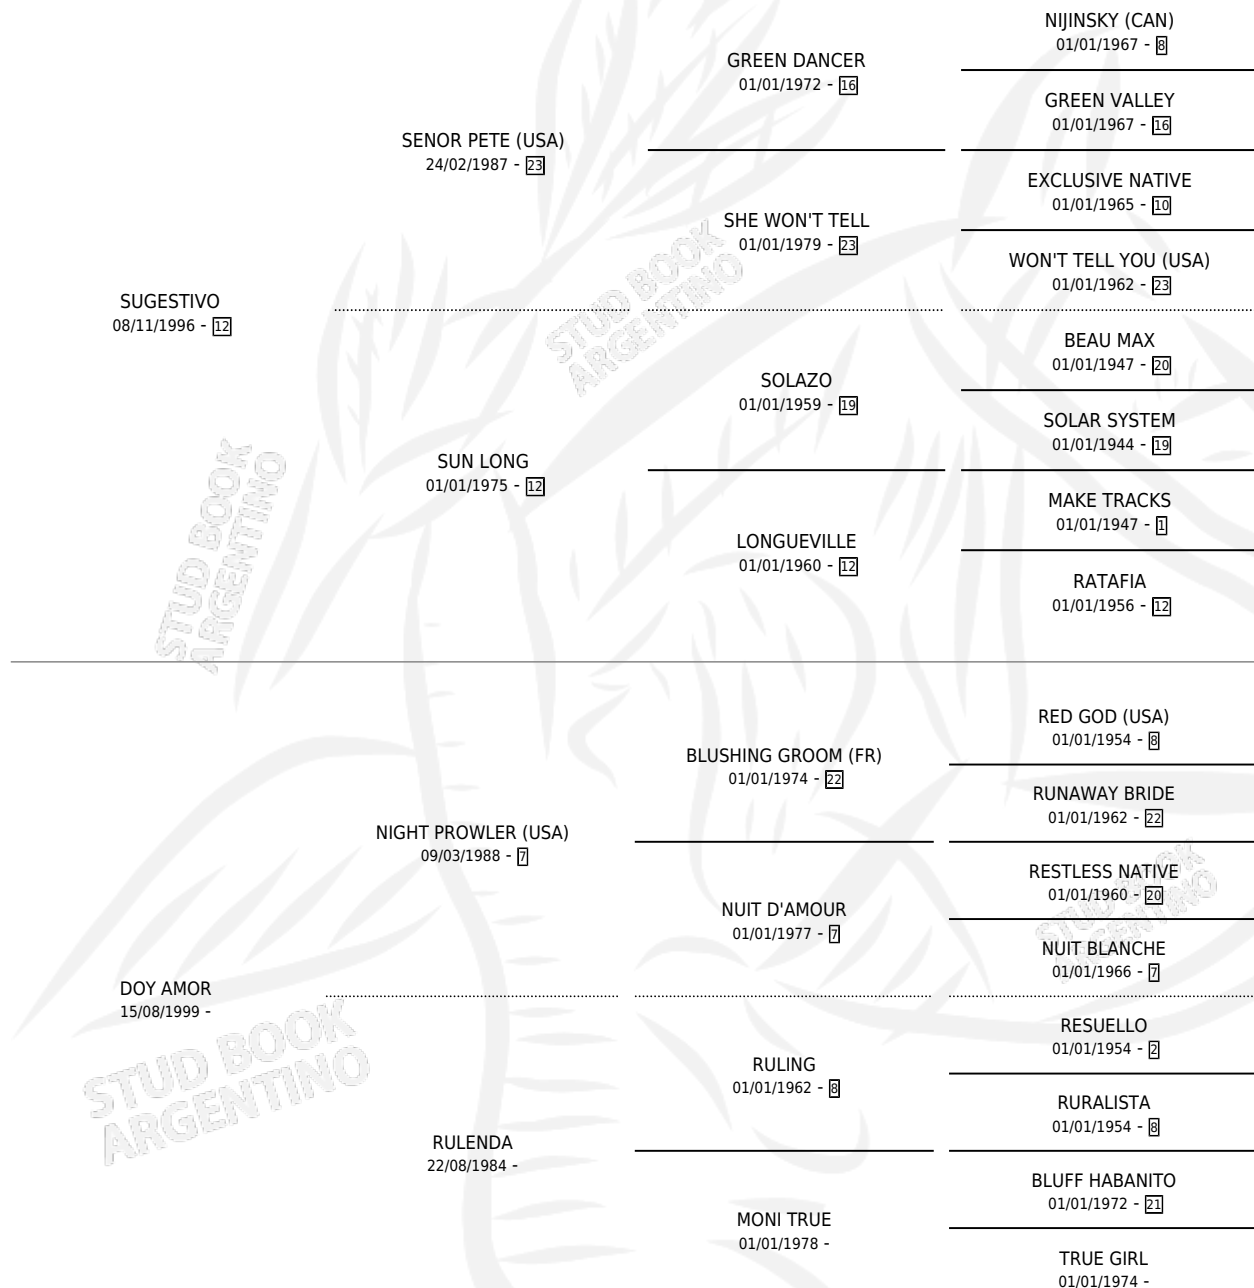 NIJINSKY (CAN)
01/01/1967 - 8
GREEN DANCER
01/01/1972 - 16
GREEN VALLEY
01/01/1967 - 16
SENOR PETE (USA)
24/02/1987 - 23
EXCLUSIVE NATIVE
01/01/1965 - 10
SHE WON'T TELL
01/01/1979 - 23
WON'T TELL YOU (USA)
01/01/1962 - 23
SUGESTIVO
08/11/1996 - 12
BEAU MAX
01/01/1947 - 20
SOLAZO
01/01/1959 - 19
SOLAR SYSTEM
01/01/1944 - 19
SUN LONG
01/01/1975 - 12
MAKE TRACKS
01/01/1947 - 1
LONGUEVILLE
01/01/1960 - 12
RATAFIA
01/01/1956 - 12
RED GOD (USA)
01/01/1954 - 8
BLUSHING GROOM (FR)
01/01/1974 - 22
RUNAWAY BRIDE
01/01/1962 - 22
NIGHT PROWLER (USA)
09/03/1988 - 7
RESTLESS NATIVE
01/01/1960 - 20
NUIT D'AMOUR
01/01/1977 - 7
NUIT BLANCHE
01/01/1966 - 7
DOY AMOR
15/08/1999 -
RESUELLO
01/01/1954 - 2
RULING
01/01/1962 - 8
RURALISTA
01/01/1954 - 8
RULENDA
22/08/1984 -
BLUFF HABANITO
01/01/1972 - 21
MONI TRUE
01/01/1978 -
TRUE GIRL
01/01/1974 -
STUD BOOK
ARGENTINO
STUD BOOK
ARGENTINO
STUD BOOK
ARGENTINO
STUD BOOK
ARGENTINO